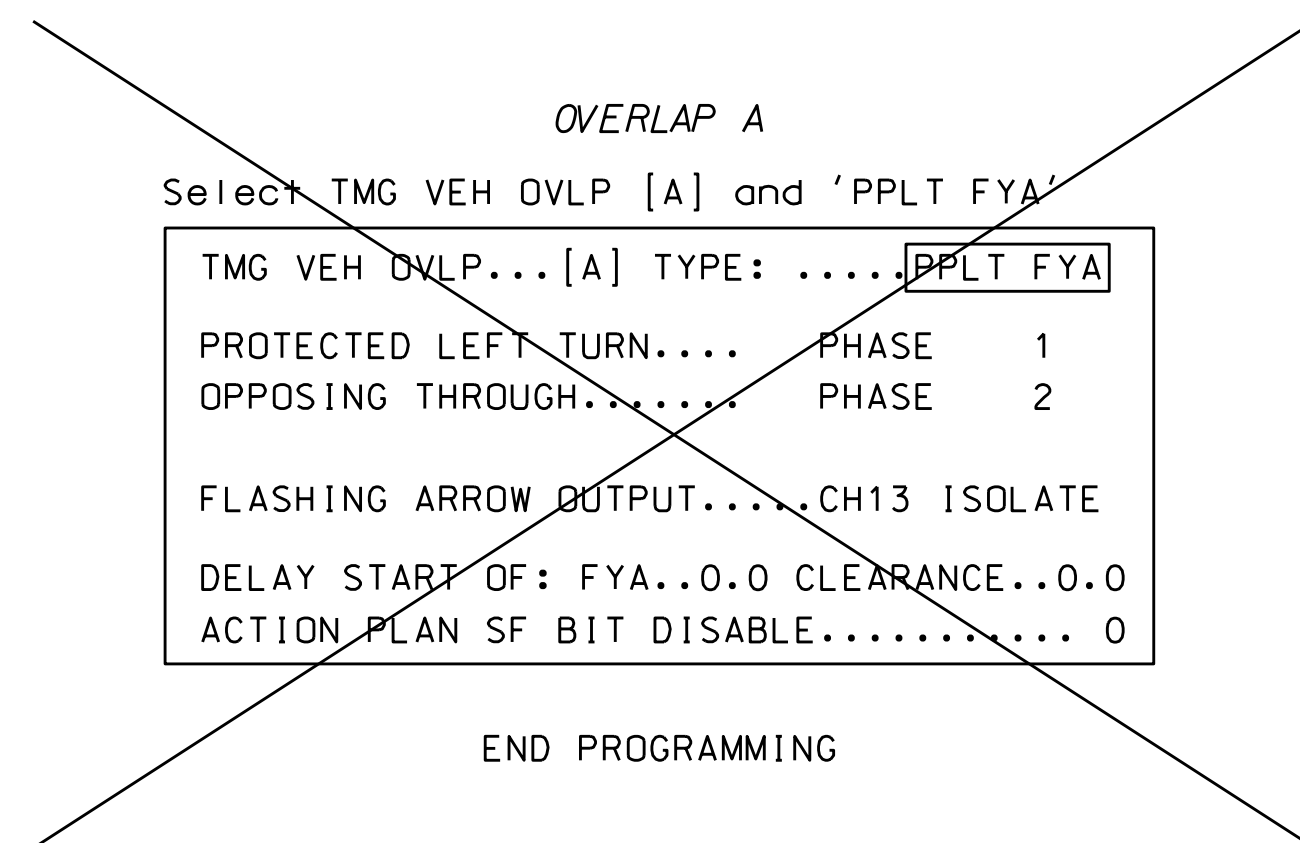 OVERLAP A
Select TMG VEH OVLP [A] and 'PPLT FYA'
TMG VEH OVLP...[A] TYPE: .....PPLT FYA
PROTECTED LEFT TURN.... PHASE 1
OPPOSING THROUGH....... PHASE 2
FLASHING ARROW OUTPUT.....CH13 ISOLATE
DELAY START OF: FYA..0.0 CLEARANCE..0.0
ACTION PLAN SF BIT DISABLE........... 0
END PROGRAMMING